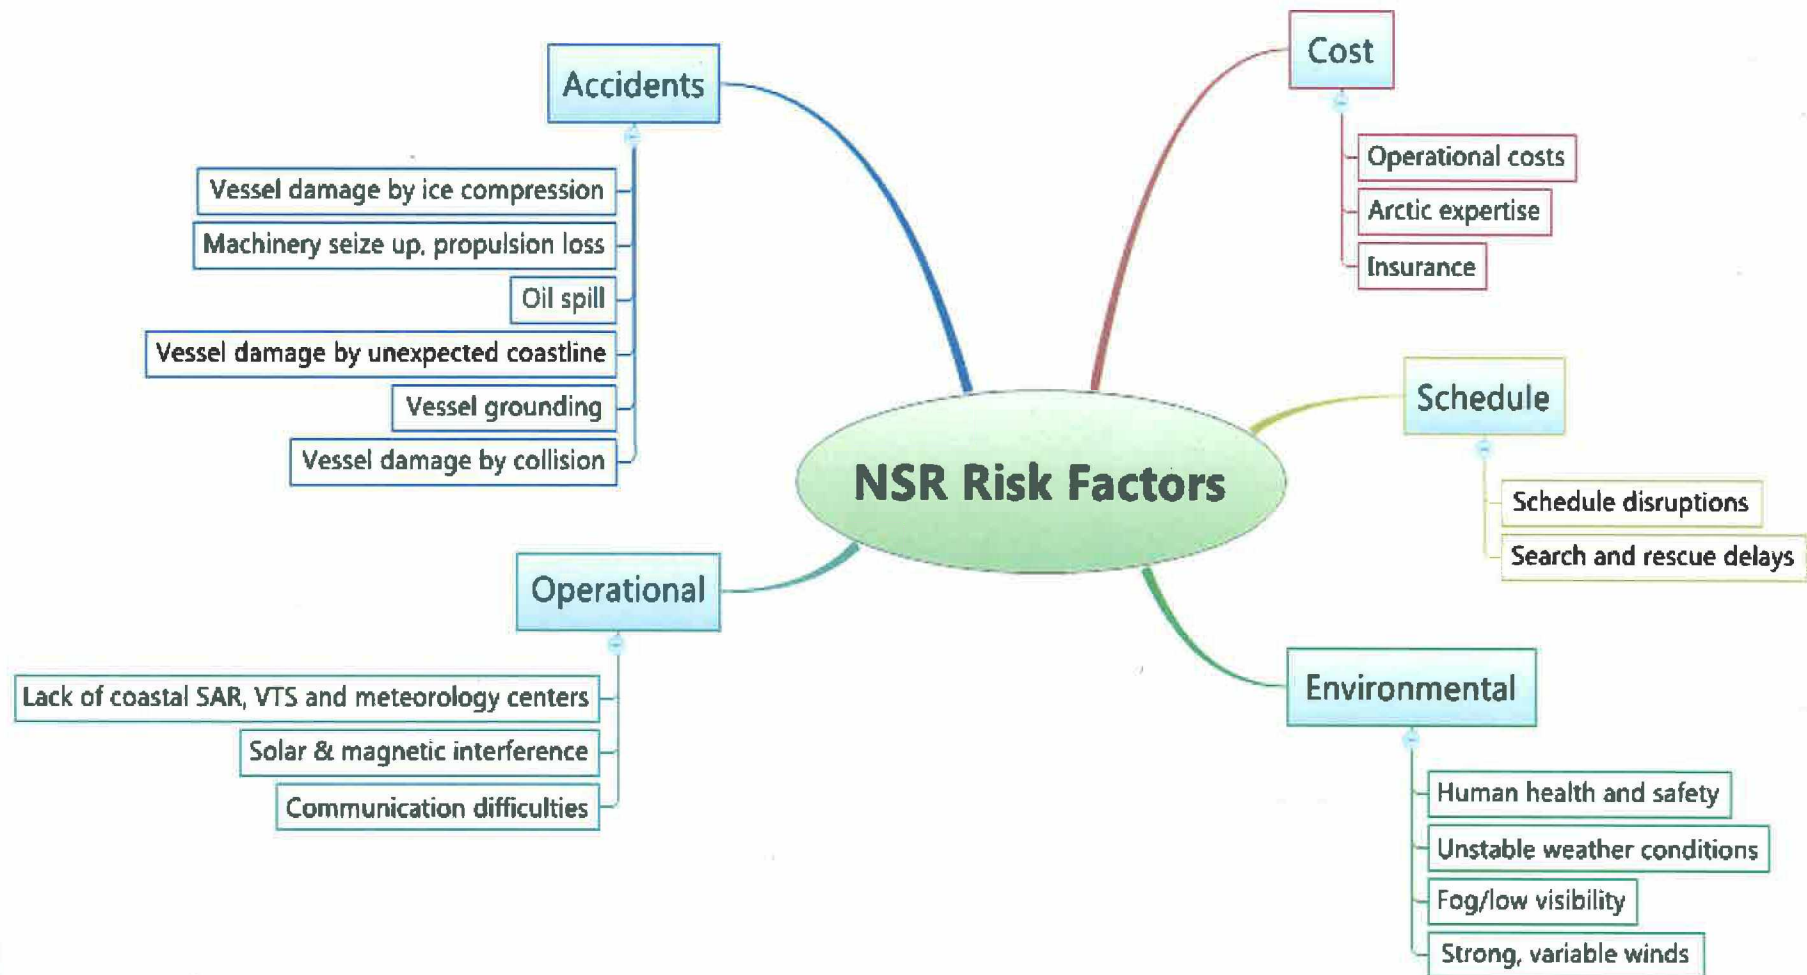 NSR Risk Factors
Accidents
Vessel damage by ice compression
Machinery seize up, propulsion loss
Oil spill
Vessel damage by unexpected coastline
Vessel grounding
Vessel damage by collision
Operational
Lack of coastal SAR, VTS and meteorology centers
Solar & magnetic interference
Communication difficulties
Cost
Operational costs
Arctic expertise
Insurance
Schedule
Schedule disruptions
Search and rescue delays
Environmental
Human health and safety
Unstable weather conditions
Fog/low visibility
Strong, variable winds